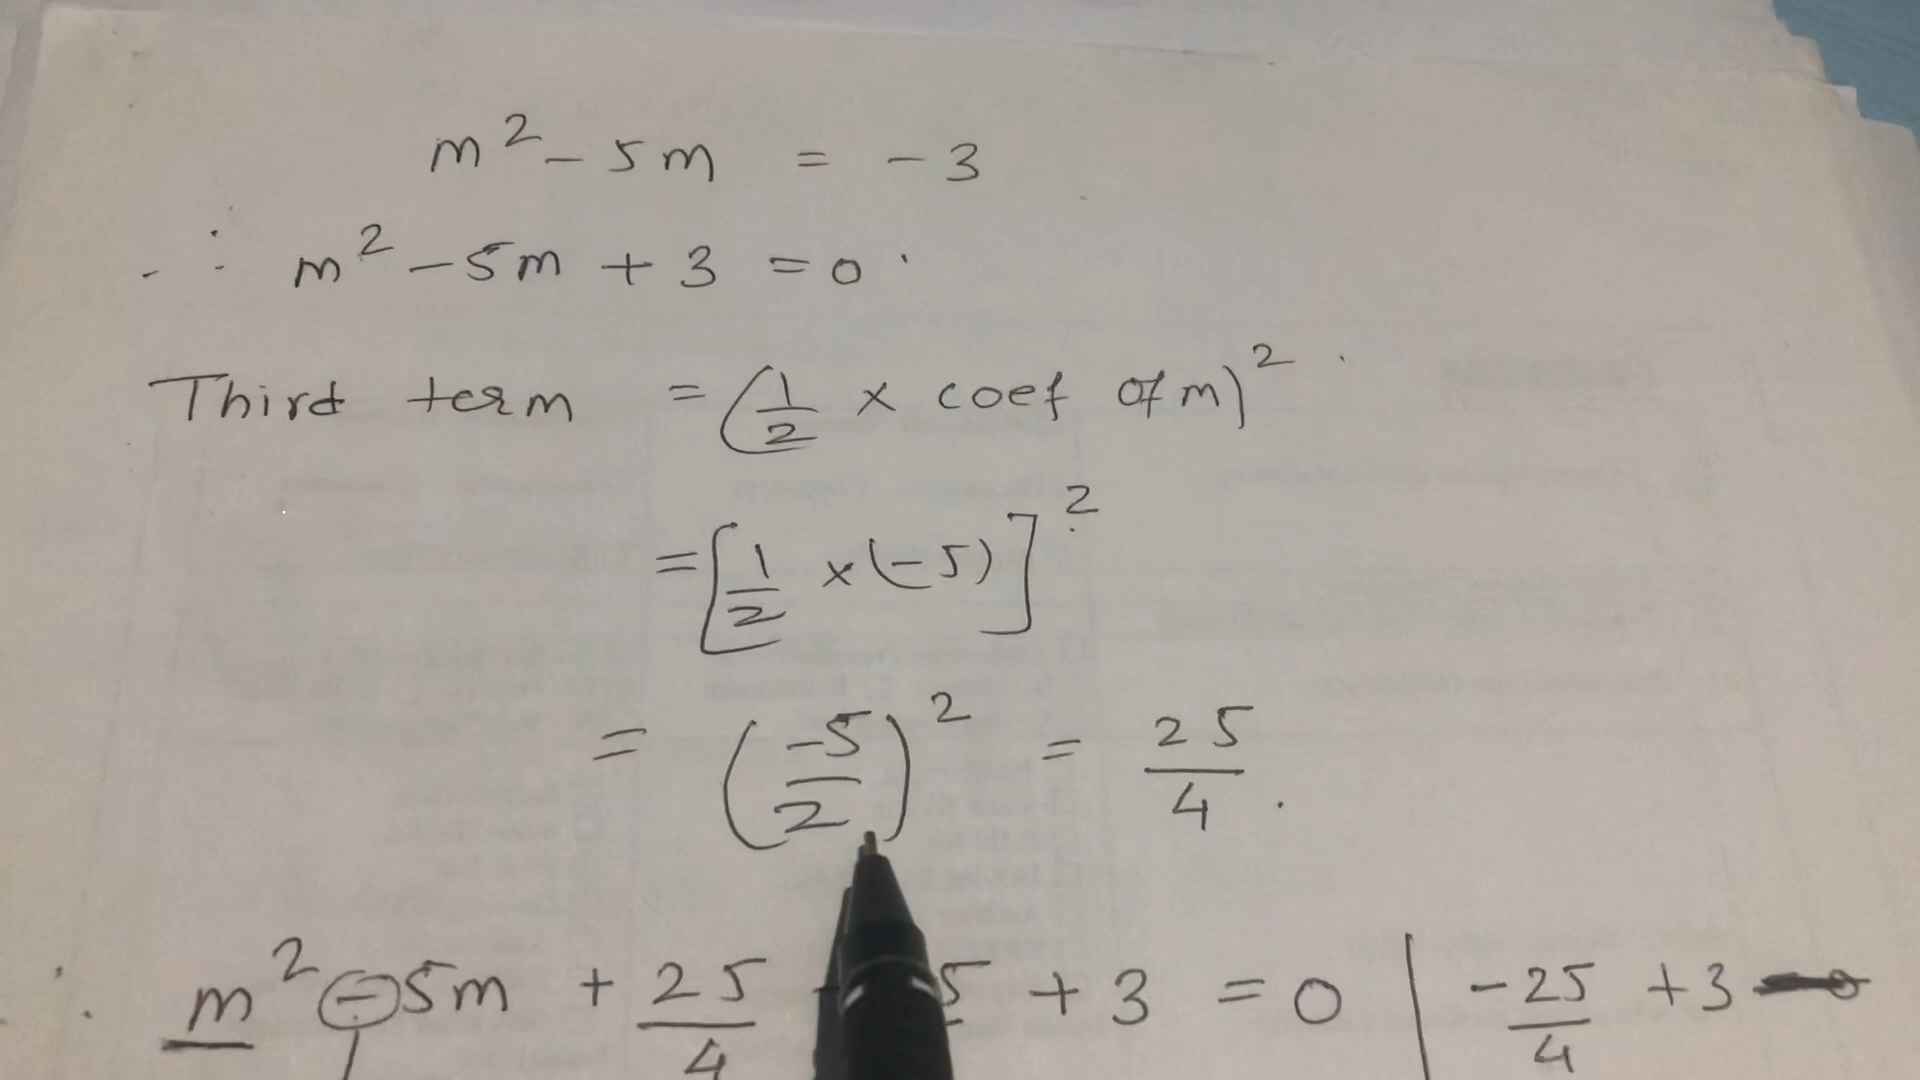 m² - 5m = -3
∴ m² - 5m + 3 = 0
Third term = (1/2 × coef of m)²
= [1/2 × (-5)]²
= (-5/2)² = 25/4.
∴ m² - 5m + 25/4 - 5 + 3 = 0 | -25/4 + 3